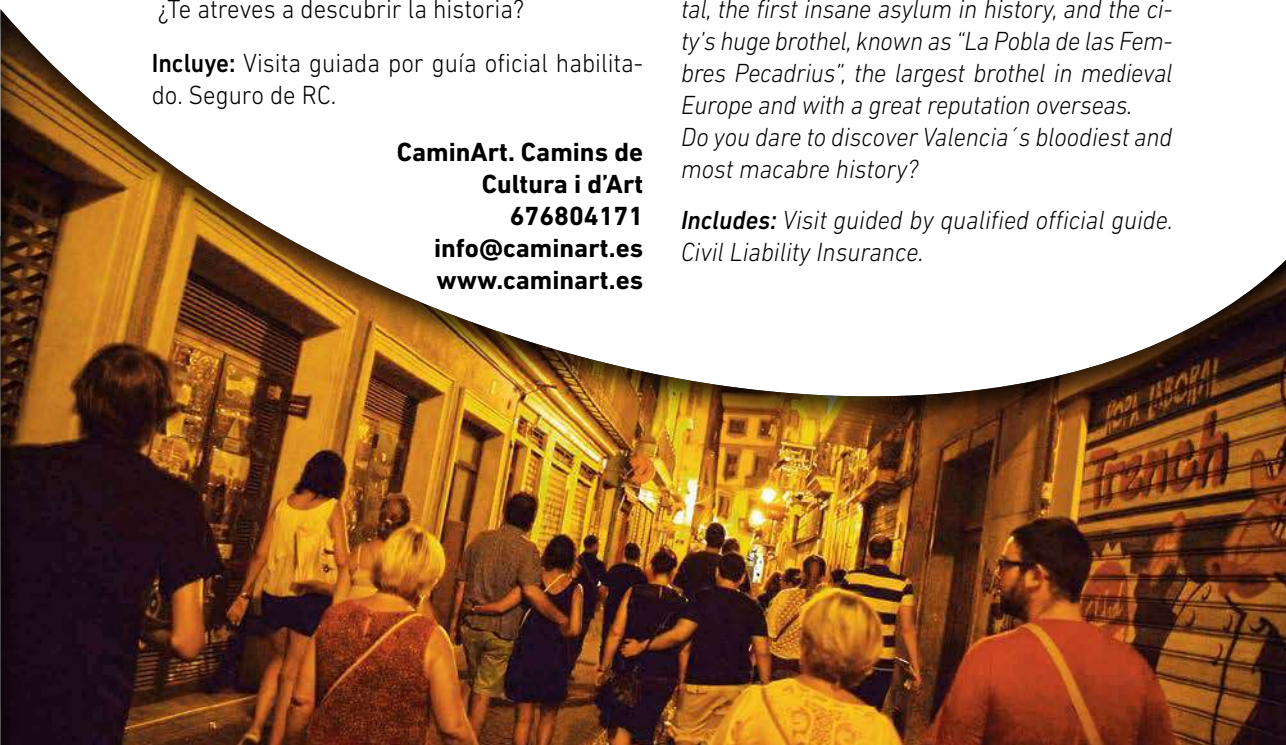 ¿Te atreves a descubrir la historia?
Incluye: Visita guiada por guía oficial habilita-
do. Seguro de RC.
CaminArt. Camins de
Cultura i d’Art
676804171
info@caminart.es
www.caminart.es
tal, the first insane asylum in history, and the ci-
ty’s huge brothel, known as “La Pobla de las Fem-
bres Pecadrius”, the largest brothel in medieval
Europe and with a great reputation overseas.
Do you dare to discover Valencia´s bloodiest and
most macabre history?
Includes: Visit guided by qualified official guide.
Civil Liability Insurance.
ROPA LABORAL
Trench